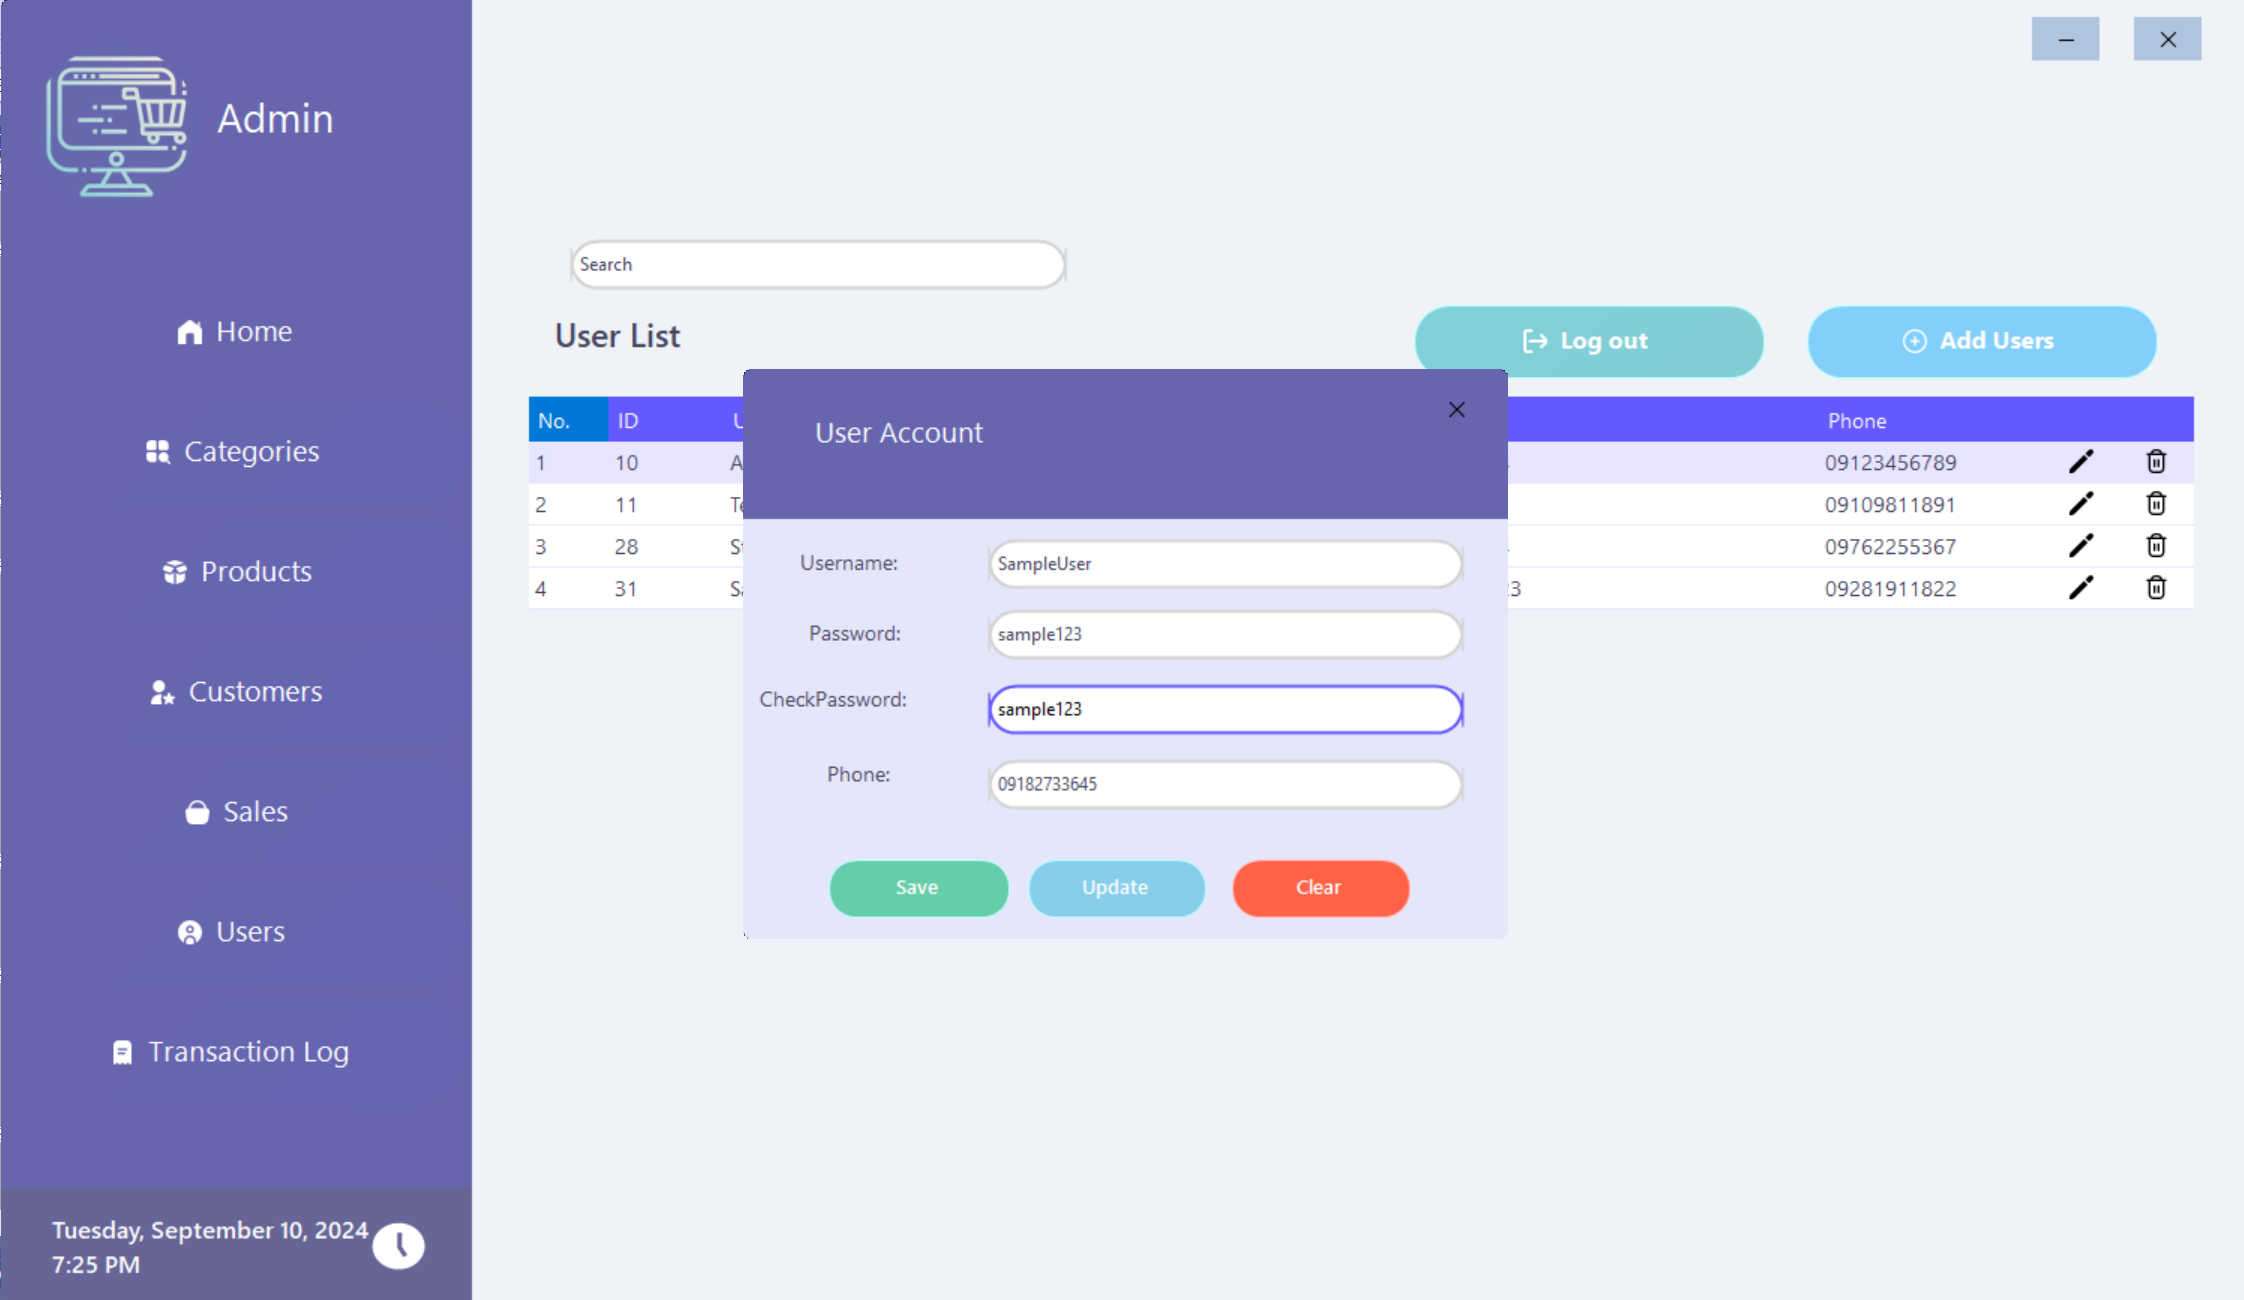 Admin
Home
Categories
Products
Customers
Sales
Users
Transaction Log
Tuesday, September 10, 2024
7:25 PM
Search
User List
Log out
Add Users
No. ID Phone
1 10 09123456789
2 11 09109811891
3 28 09762255367
4 31 09281911822
User Account
Username: SampleUser
Password: sample123
CheckPassword: sample123
Phone: 09182733645
Save Update Clear